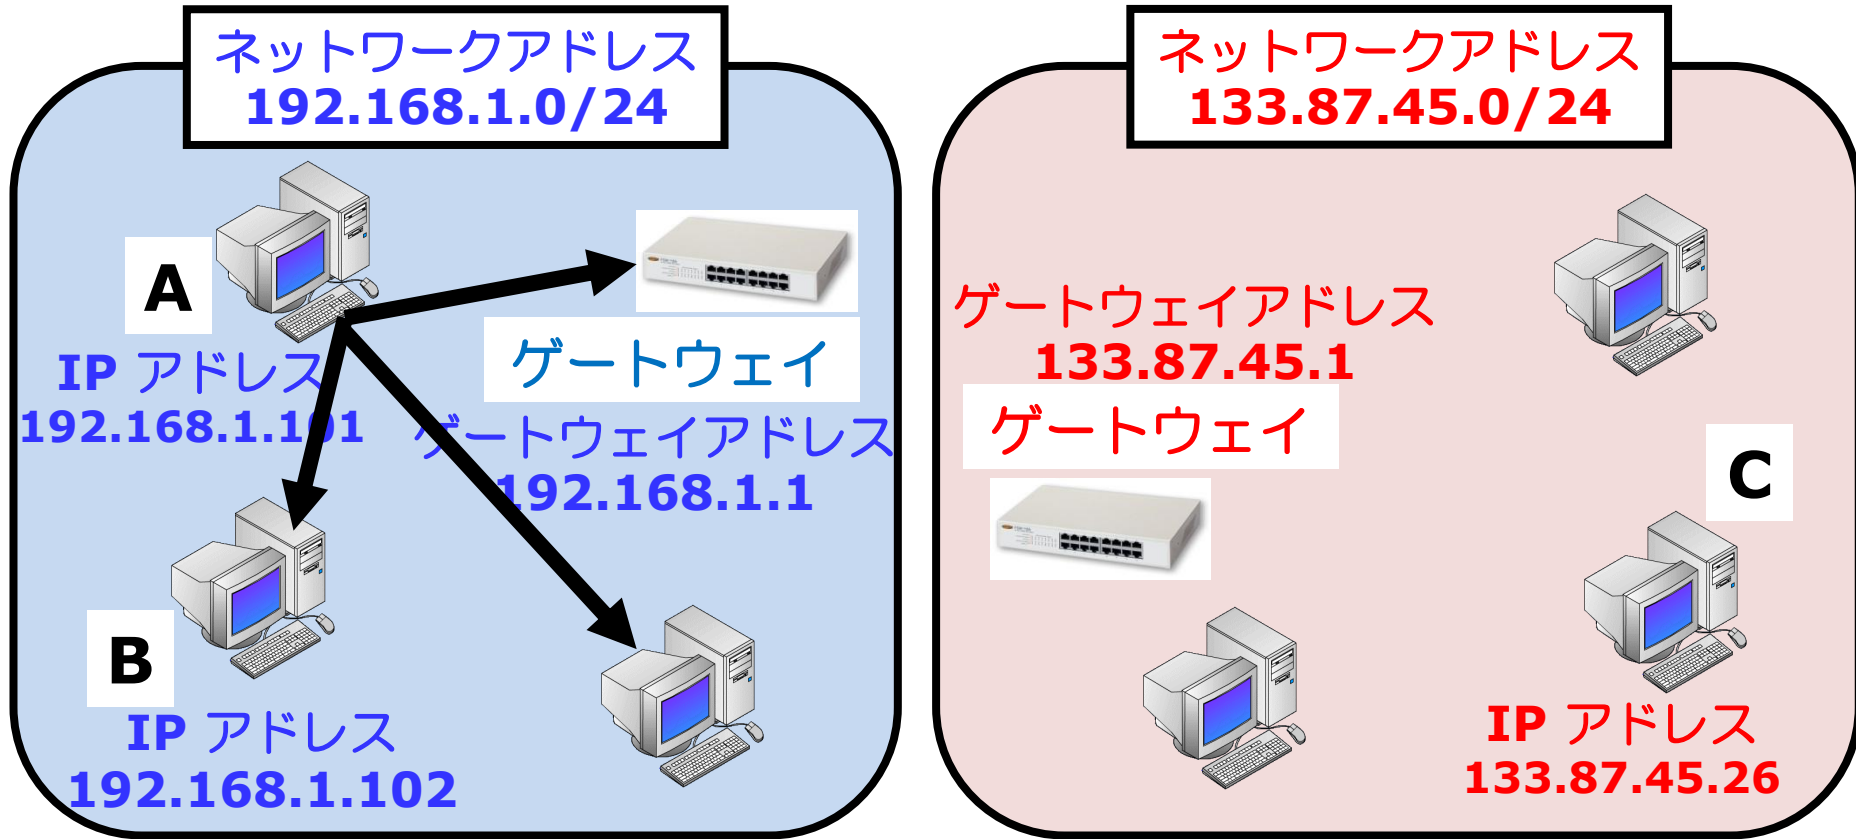 ネットワークアドレス
192.168.1.0/24
A
IP アドレス
192.168.1.101
ゲートウェイ
ゲートウェイアドレス
192.168.1.1
B
IP アドレス
192.168.1.102
ネットワークアドレス
133.87.45.0/24
ゲートウェイアドレス
133.87.45.1
ゲートウェイ
C
IP アドレス
133.87.45.26